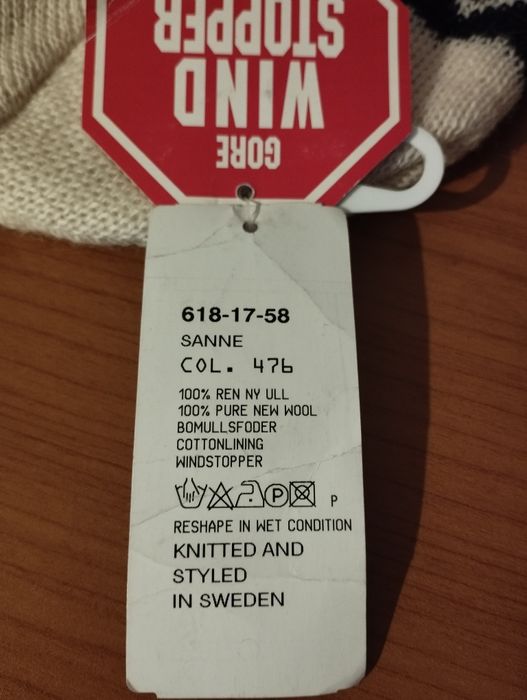 GORE
WIND
STOPPER
618-17-58
SANNE
COL. 476
100% REN NY ULL
100% PURE NEW WOOL
BOMULLSFODER
COTTONLINING
WINDSTOPPER
P P
RESHAPE IN WET CONDITION
KNITTED AND
STYLED
IN SWEDEN